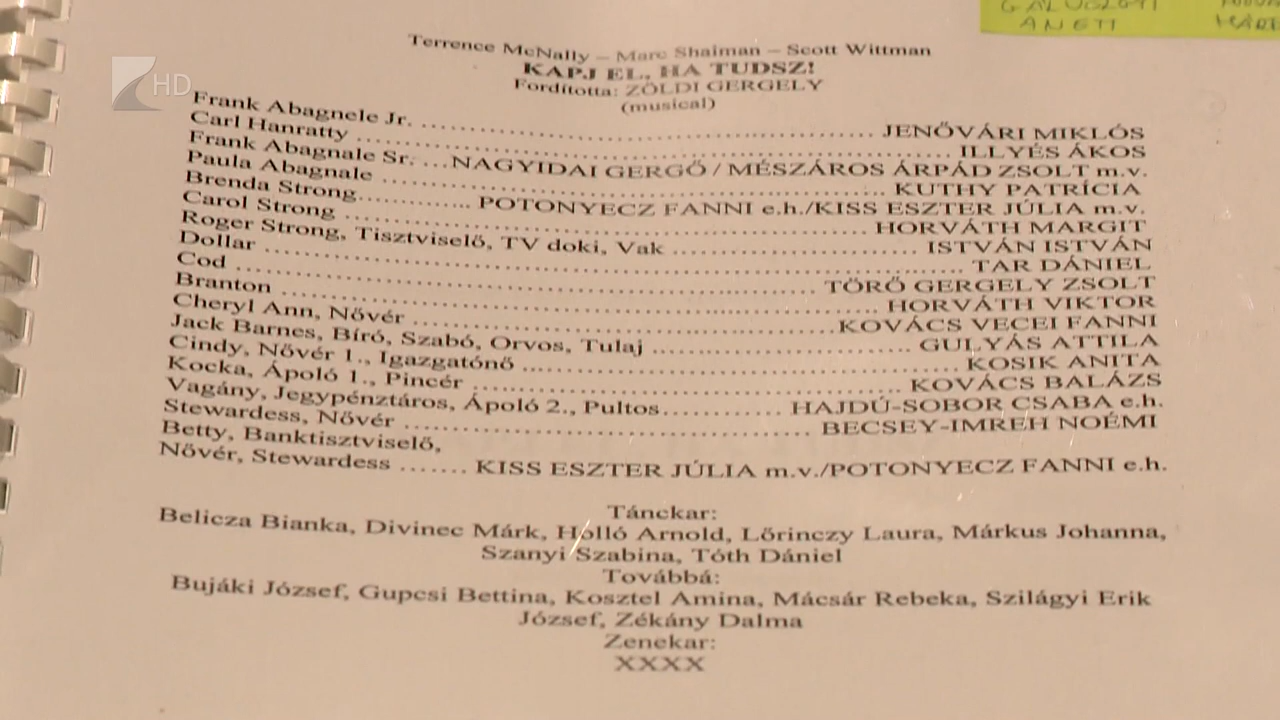 GALVÖLGYI
ANETT
HD
Terrence McNally – Marc Shaiman – Scott Wittman
KAPJ EL, HA TUDSZ!
Fordította: ZÖLDI GERGELY
(musical)
Frank Abagnele Jr. ........ JENŐVÁRI MIKLÓS
Carl Hanratty ........ ILLYÉS ÁKOS
Frank Abagnale Sr. ... NAGYIDAI GERGŐ / MÉSZÁROS ÁRPÁD ZSOLT m.v.
Paula Abagnale ........ KUTHY PATRÍCIA
Brenda Strong........ POTONYECZ FANNI e.h./KISS ESZTER JÚLIA m.v.
Carol Strong ........ HORVÁTH MARGIT
Roger Strong, Tisztviselő, TV doki, Vak ........ ISTVÁN ISTVÁN
Dollar ........ TAR DÁNIEL
Cod ........ TÖRŐ GERGELY ZSOLT
Branton ........ HORVÁTH VIKTOR
Cheryl Ann, Nővér ........ KOVÁCS VECEI FANNI
Jack Barnes, Bíró, Szabó, Orvos, Tulaj ........ GULYÁS ATTILA
Cindy, Nővér 1., Igazgatónő ........ KOSIK ANITA
Kocka, Ápoló 1., Pincér ........ KOVÁCS BALÁZS
Vagány, Jegypénztáros, Ápoló 2., Pultos........ HAJDÚ-SOBOR CSABA e.h.
Stewardess, Nővér ........ BECSEY-IMREH NOÉMI
Betty, Banktisztviselő,
Nővér, Stewardess ....... KISS ESZTER JÚLIA m.v./POTONYECZ FANNI e.h.
Tánckar:
Belicza Bianka, Divinec Márk, Holló Arnold, Lőrinczy Laura, Márkus Johanna,
Szanyi Szabina, Tóth Dániel
Továbbá:
Bujáki József, Gupcsi Bettina, Kosztel Amina, Mácsár Rebeka, Szilágyi Erik
József, Zékány Dalma
Zenekar:
XXXX